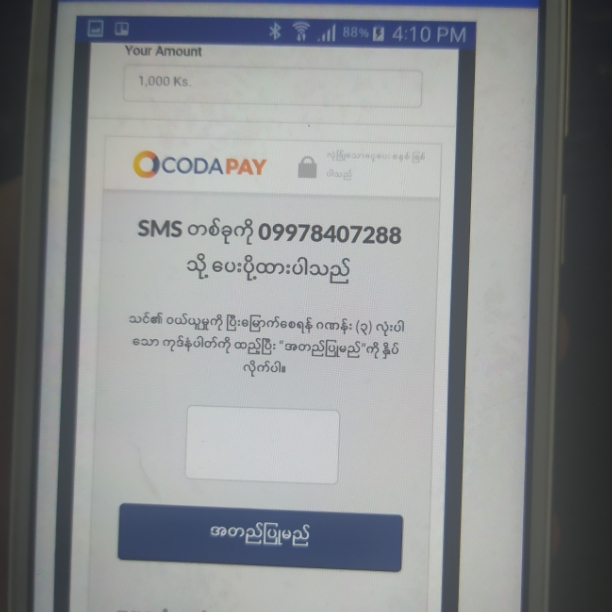 88% 4:10 PM
Your Amount
1,000 Ks.
CODAPAY
SMS တစ်ခုကို 09978407288
သို့ ပေးပို့ထားပါသည်
သင်၏ ဝယ်ယူမှုကို ပြီးမြောက်စေရန် ဂဏန်း (၃) လုံးပါ
သော ကုဒ်နံပါတ်ကို ထည့်ပြီး "အတည်ပြုမည်"ကို နှိပ်
လိုက်ပါ။
အတည်ပြုမည်